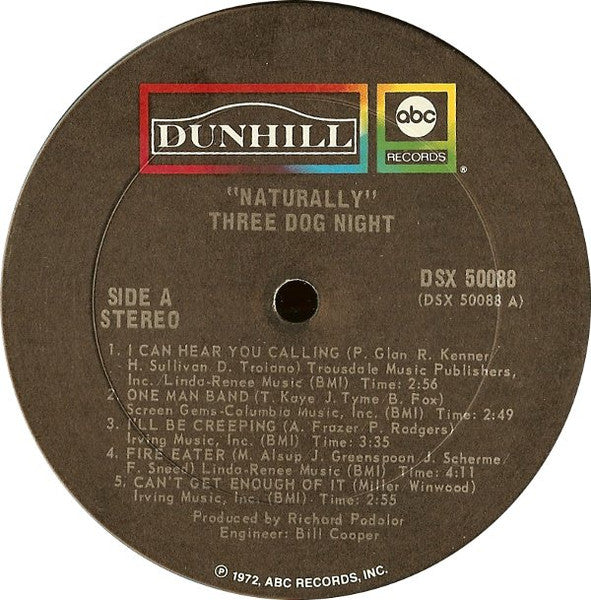 DUNHILL
abc
RECORDS
®
"NATURALLY"
THREE DOG NIGHT
SIDE A
STEREO
DSX 50088
(DSX 50088 A)
1. I CAN HEAR YOU CALLING (P. Glan R. Kenner
H. Sullivan D. Troiano) Trousdale Music Publishers,
Inc./Linda-Renee Music (BMI) Time: 2:56
2. ONE MAN BAND (T. Kaye J. Tyme B. Fox)
Screen Gems-Columbia Music, Inc. (BMI) Time: 2:49
3. I'LL BE CREEPING (A. Frazer P. Rodgers)
Irving Music, Inc. (BMI) Time: 3:35
4. FIRE EATER (M. Alsup J. Greenspoon J. Scherme/
F. Sneed) Linda-Renee Music (BMI) Time: 4:11
5. CAN'T GET ENOUGH OF IT (Miller/Winwood)
Irving Music, Inc. (BMI) Time: 2:55
Produced by Richard Podolor
Engineer: Bill Cooper
℗ 1972, ABC RECORDS, INC.